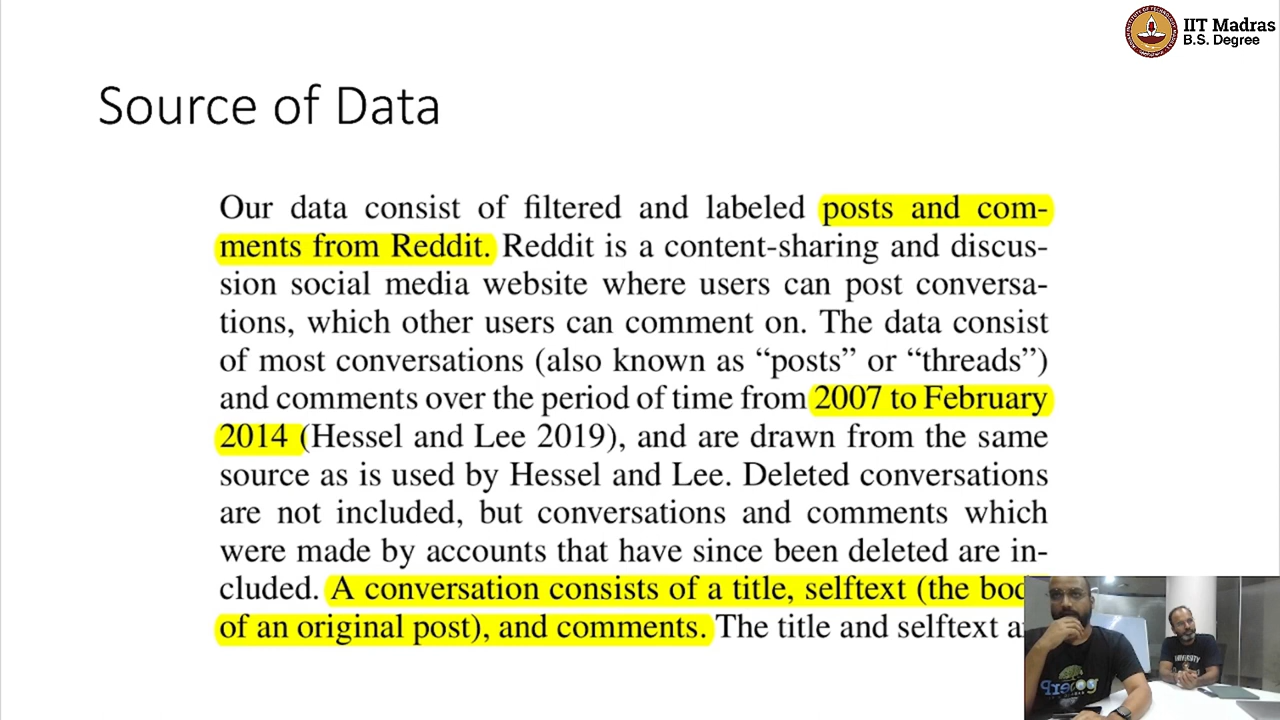 IIT Madras
B.S. Degree
Source of Data
Our data consist of filtered and labeled posts and com-
ments from Reddit. Reddit is a content-sharing and discus-
sion social media website where users can post conversa-
tions, which other users can comment on. The data consist
of most conversations (also known as “posts” or “threads”)
and comments over the period of time from 2007 to February
2014 (Hessel and Lee 2019), and are drawn from the same
source as is used by Hessel and Lee. Deleted conversations
are not included, but conversations and comments which
were made by accounts that have since been deleted are in-
cluded. A conversation consists of a title, selftext (the bod
of an original post), and comments. The title and selftext a